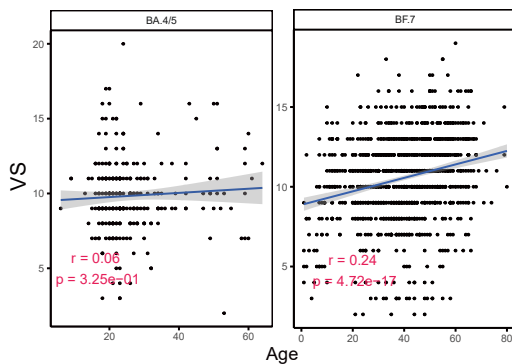 BA.4/5
BF.7
VS
20
15
10
5
15
10
5
r = 0.06
p = 3.25e−01
r = 0.24
p = 4.72e−17
20
40
60
0
20
40
60
80
Age